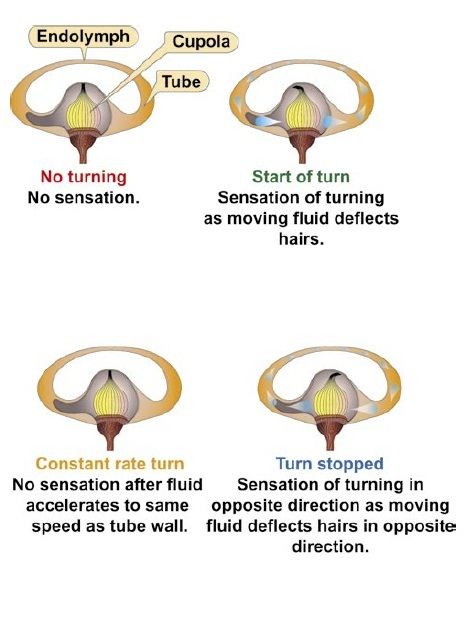 Endolymph
Cupola
Tube
No turning
No sensation.
Start of turn
Sensation of turning
as moving fluid deflects
hairs.
Constant rate turn
No sensation after fluid
accelerates to same
speed as tube wall.
Turn stopped
Sensation of turning in
opposite direction as moving
fluid deflects hairs in opposite
direction.